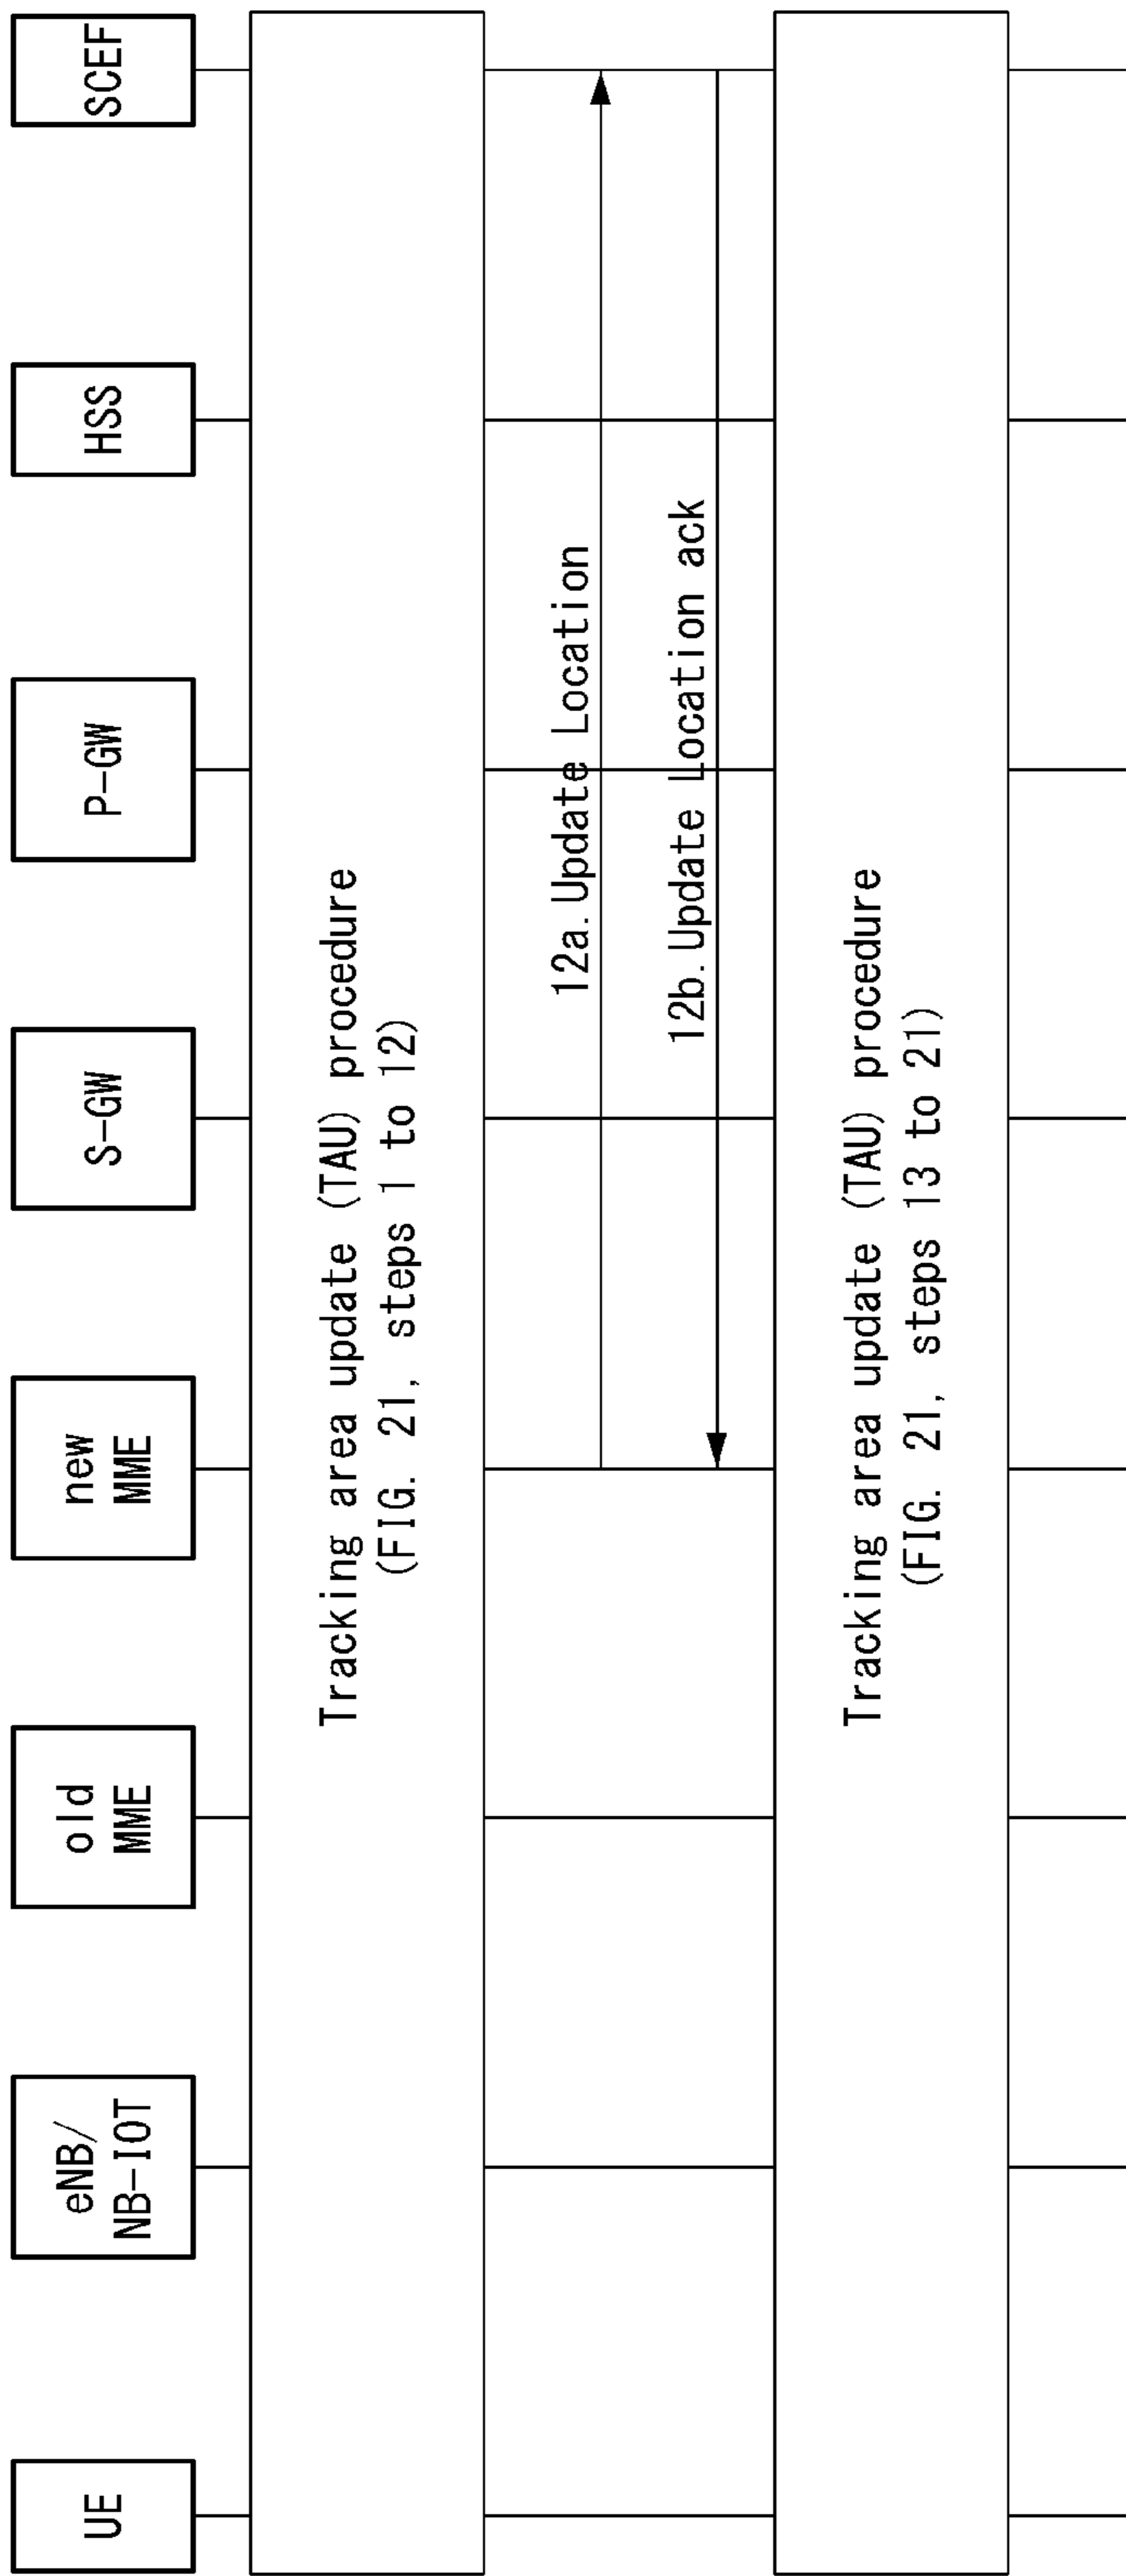 UE
eNB/
NB-IOT
old
MME
new
MME
S-GW
P-GW
HSS
SCEF
Tracking area update (TAU) procedure
(FIG. 21, steps 1 to 12)
12a. Update Location
12b. Update Location ack
Tracking area update (TAU) procedure
(FIG. 21, steps 13 to 21)